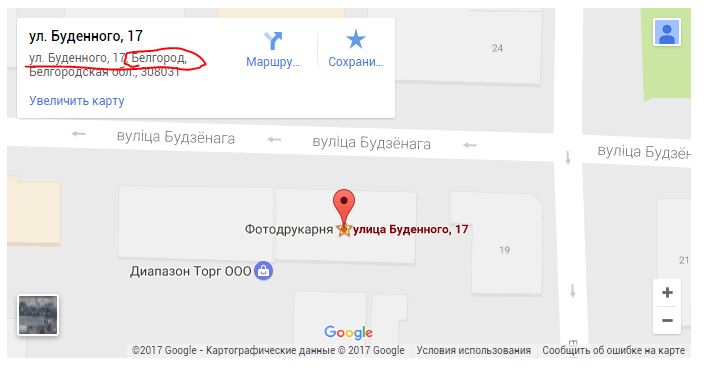 ул. Буденного, 17
ул. Буденного, 17, Белгород,
Белгородская обл., 308031
Увеличить карту
Маршру...
Сохрани...
24
вуліца Будзёнага
вуліца Будзёнага
вуліца Будзёна
Фотодрукарня
улица Буденного, 17
19
Диапазон Торг ООО
21
+
−
Google
©2017 Google - Картографические данные © 2017 Google
Условия использования
Сообщить об ошибке на карте